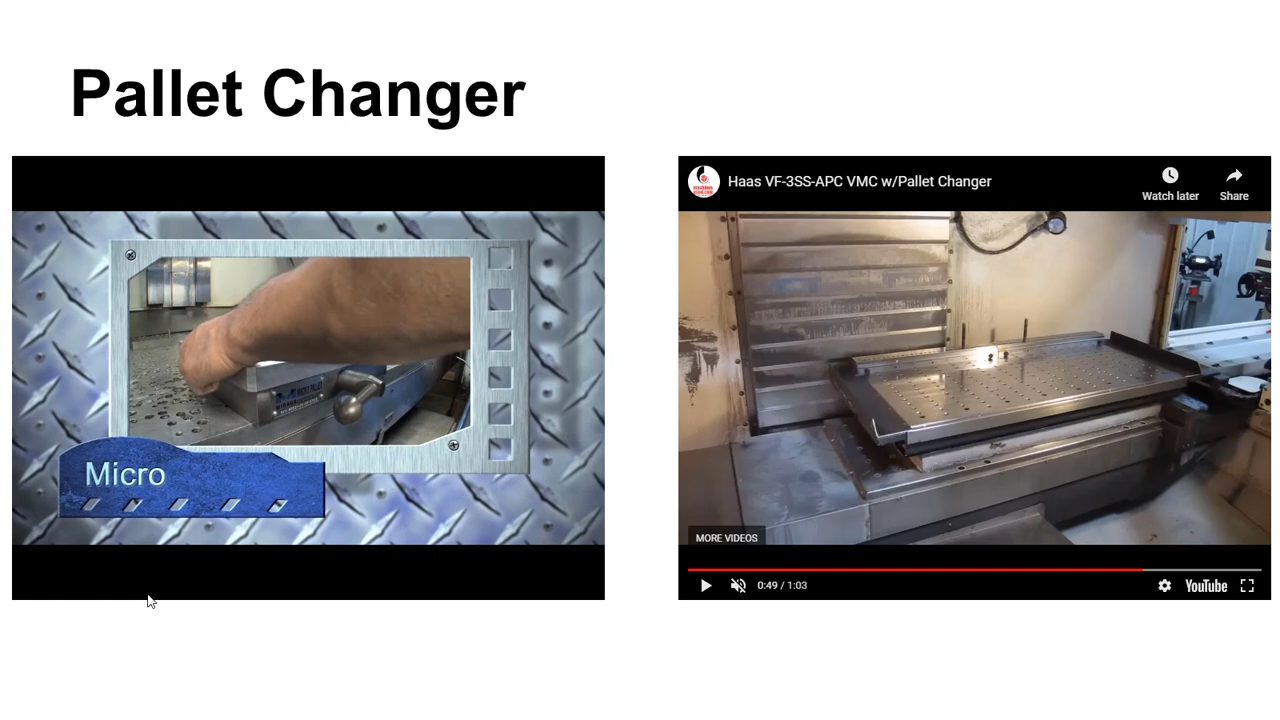 Pallet Changer
Micro
Haas VF-3SS-APC VMC w/Pallet Changer
Watch later
Share
MORE VIDEOS
0:49 / 1:03
YouTube